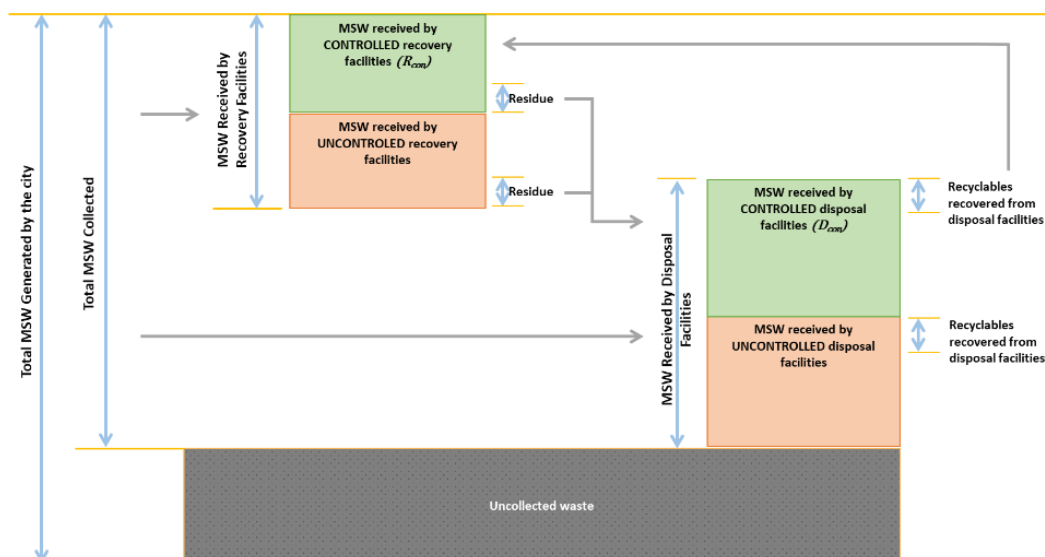 Total MSW Generated by the city
Total MSW Collected
MSW Received by
Recovery Facilities
MSW received by
CONTROLLED recovery
facilities (Rcon)
Residue
MSW received by
UNCONTROLED recovery
facilities
Residue
MSW Received by Disposal
Facilities
MSW received by
CONTROLLED disposal
facilities (Dcon)
Recyclables
recovered from
disposal facilities
MSW received by
UNCONTROLLED disposal
facilities
Recyclables
recovered from
disposal facilities
Uncollected waste